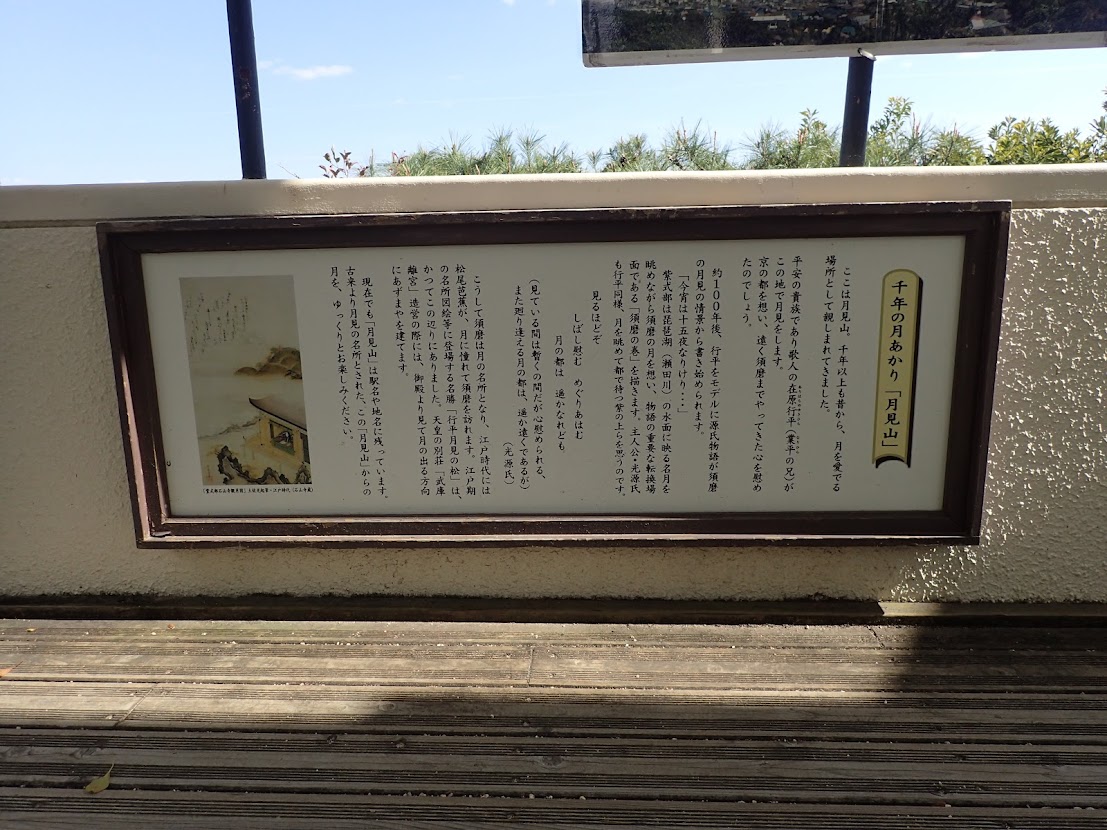 千年の月あかり「月見山」
ここは月見山、千年以上も昔から、月を愛でる
場所として親しまれてきました。
平安の貴族であり歌人の在原行平（業平の兄）が
この地で月見をします。
京の都を想い、遠く須磨までやってきた心を慰め
たのでしょう。
約100年後、行平をモデルに源氏物語が須磨
の月見の情景から書き始められます。
「今宵は十五夜なりけり・・・」
紫式部は琵琶湖（瀬田川）の水面に映る名月を
眺めながら須磨の月を想い、物語の重要な転換場
面である「須磨の巻」を描きます。主人公・光源氏
も行平同様、月を眺めて都で待つ紫の上らを思うのです。
見るほどぞ
しばし慰む　めぐりあはむ
月の都は　遥かなれども
（見ている間は暫くの間だが心慰められる、
また廻り逢える月の都は、遥か遠くであるが）
（光源氏）
こうして須磨は月の名所となり、江戸時代には
松尾芭蕉が、月に憧れて須磨を訪れます。江戸期
の名所図絵等に登場する名勝「行平月見の松」は、
かつてこの辺りにありました。天皇の別荘「武庫
離宮」造営の際には、御殿より見て月の出る方向
にあずまやを建てます。
現在でも「月見山」は駅名や地名に残っています。
古来より月見の名所とされた、この「月見山」からの
月を、ゆっくりとお楽しみください。